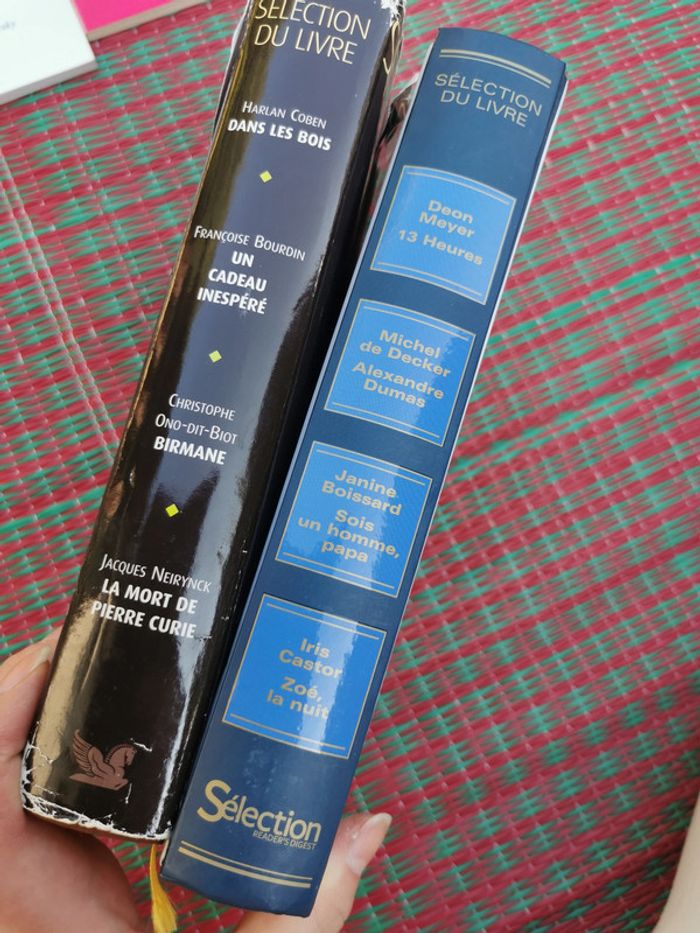 SÉLECTION
DU LIVRE
HARLAN COBEN
DANS LES BOIS
FRANÇOISE BOURDIN
UN
CADEAU
INESPÉRÉ
CHRISTOPHE
ONO-DIT-BIOT
BIRMANE
JACQUES NEIRYNCK
LA MORT DE
PIERRE CURIE
SÉLECTION
DU LIVRE
Deon
Meyer
13 Heures
Michel
de Decker
Alexandre
Dumas
Janine
Boissard
Sois
un homme,
papa
Iris
Castor
Zoé,
la nuit
Sélection
READER'S DIGEST